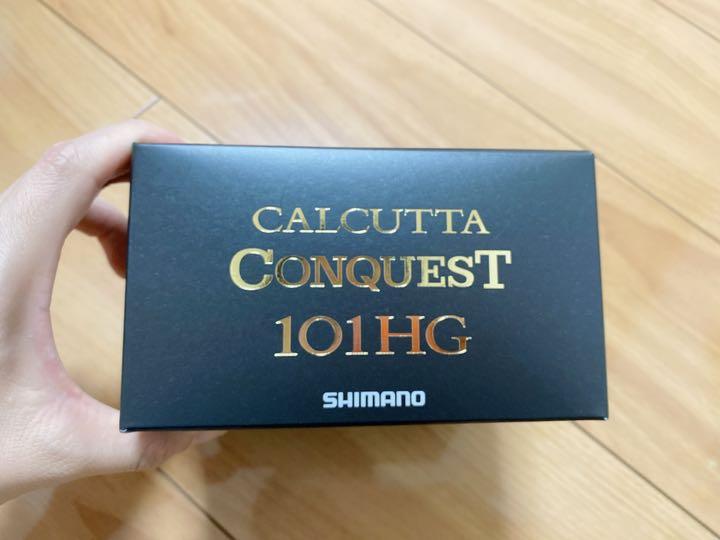 CALCUTTA
CONQUEST
101HG
SHIMANO